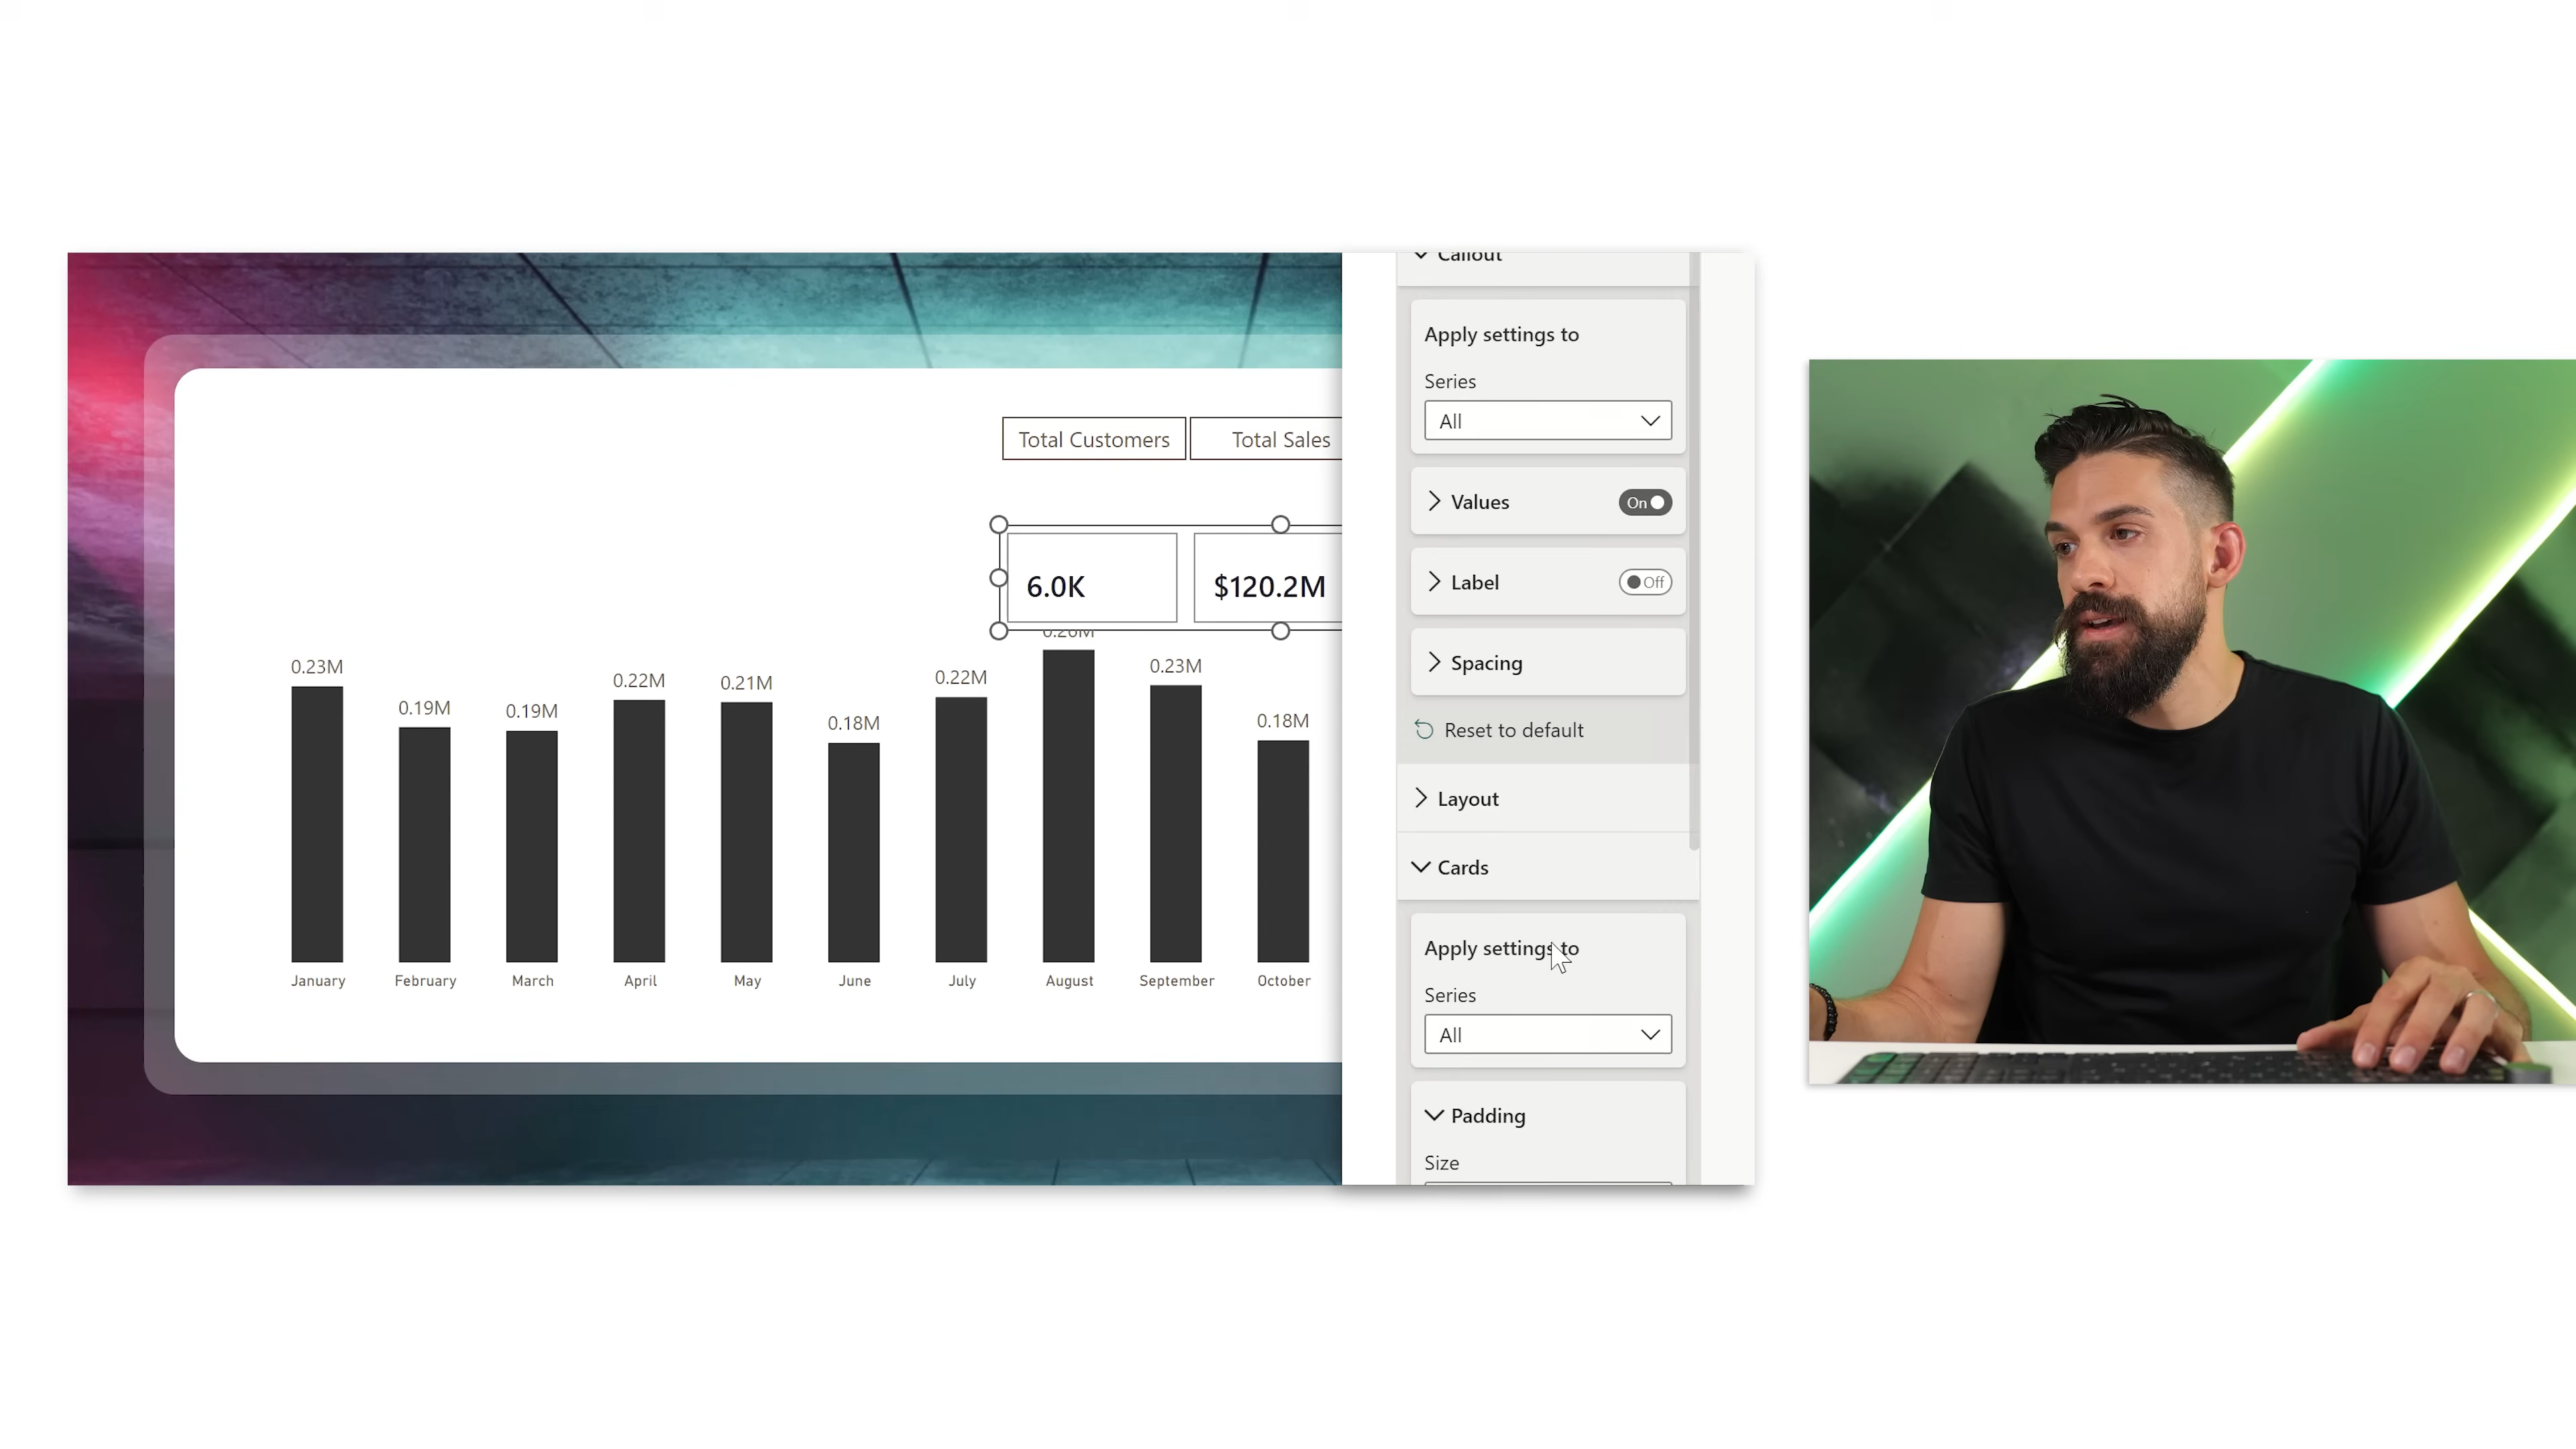 Callout
Apply settings to
Series
All
Total Customers
Total Sales
Values
On
Label
Off
6.0K
$120.2M
Spacing
0.23M
0.19M
0.19M
0.22M
0.21M
0.18M
0.22M
0.26M
0.23M
0.18M
Reset to default
Layout
Cards
Apply settings to
Series
All
January
February
March
April
May
June
July
August
September
October
Padding
Size